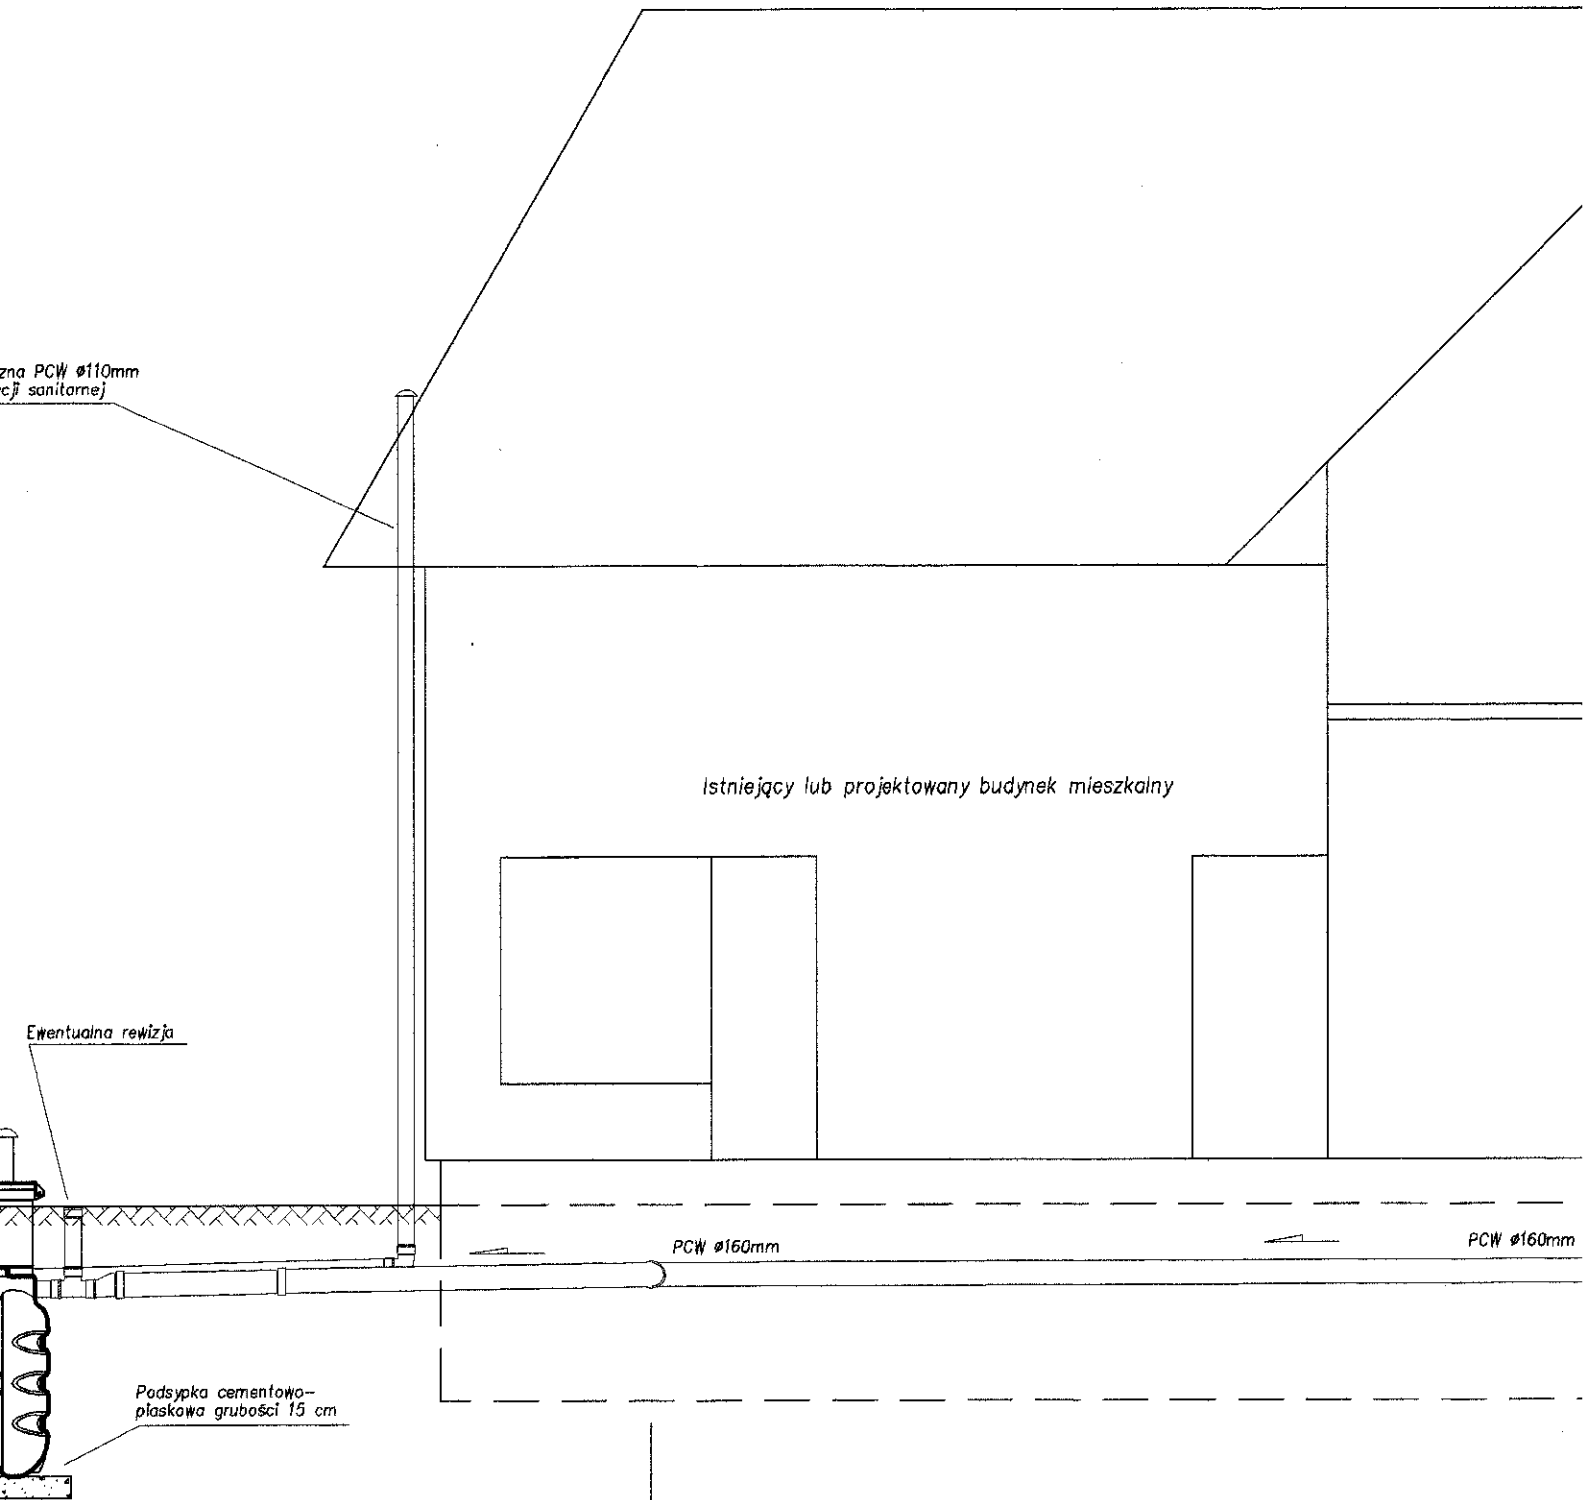 zna PCW ø110mm
cji sanitarnej
Istniejący lub projektowany budynek mieszkalny
Ewentualna rewizja
PCW ø160mm
PCW ø160mm
Podsypka cementowo-
piaskowa grubości 15 cm